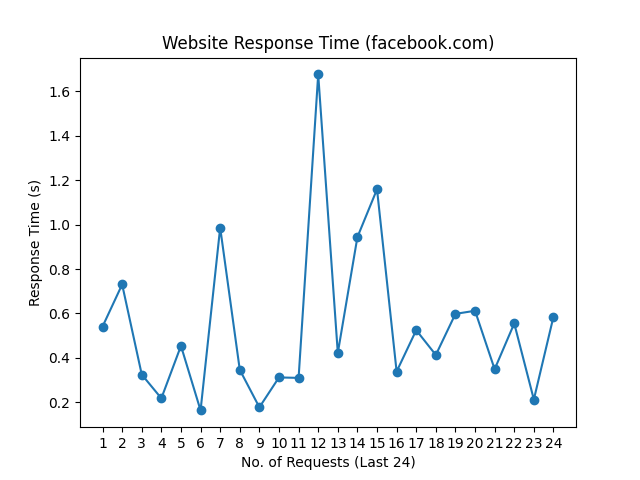 Website Response Time (facebook.com)
1.6
1.4
1.2
1.0
0.8
0.6
0.4
0.2
Response Time (s)
1 2 3 4 5 6 7 8 9 10 11 12 13 14 15 16 17 18 19 20 21 22 23 24
No. of Requests (Last 24)